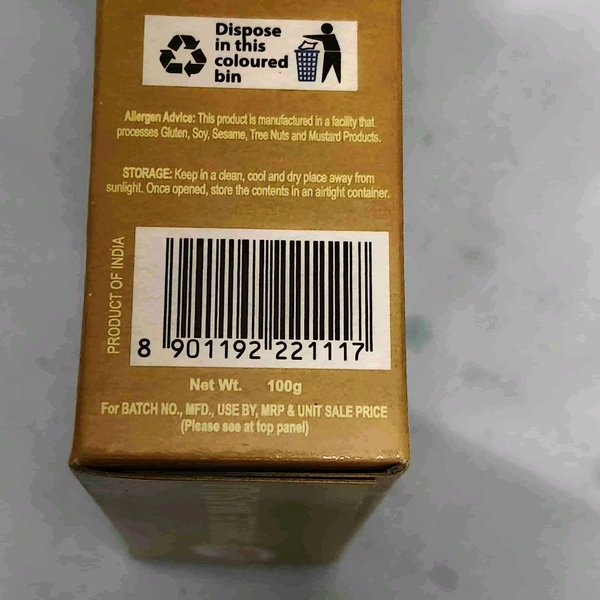 Dispose
in this
coloured
bin
Allergen Advice: This product is manufactured in a facility that
processes Gluten, Soy, Sesame, Tree Nuts and Mustard Products.
STORAGE: Keep in a clean, cool and dry place away from
sunlight. Once opened, store the contents in an airtight container.
PRODUCT OF INDIA
8 901192 221117
Net Wt. 100g
For BATCH NO., MFD., USE BY, MRP & UNIT SALE PRICE
(Please see at top panel)